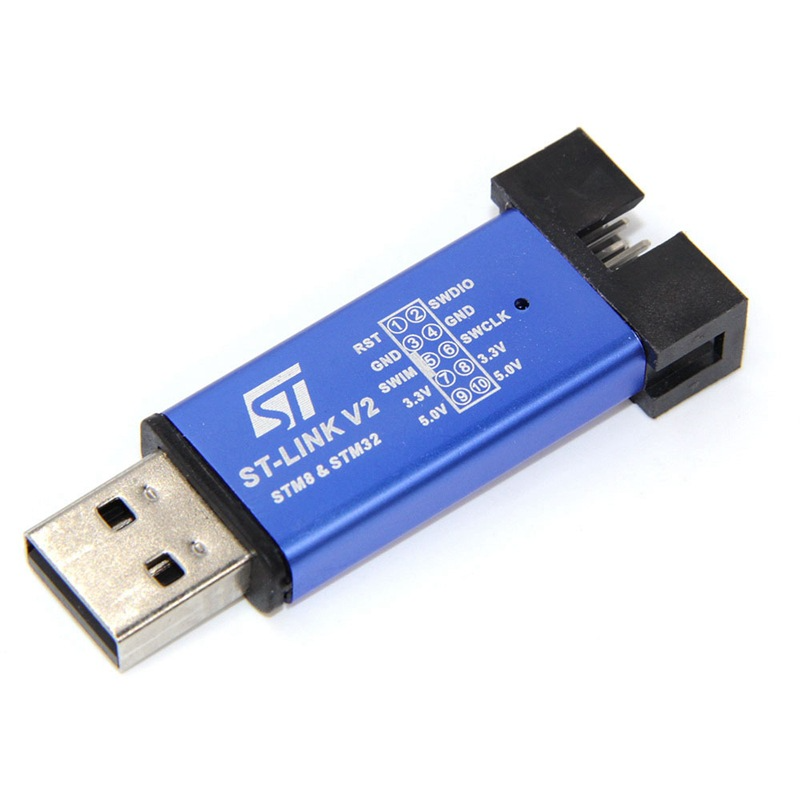 ST
ST-LINK V2
STM8 & STM32
RST 1 2 SWDIO
GND 3 4 GND
SWIM 5 6 SWCLK
3.3V 7 8 3.3V
5.0V 9 10 5.0V